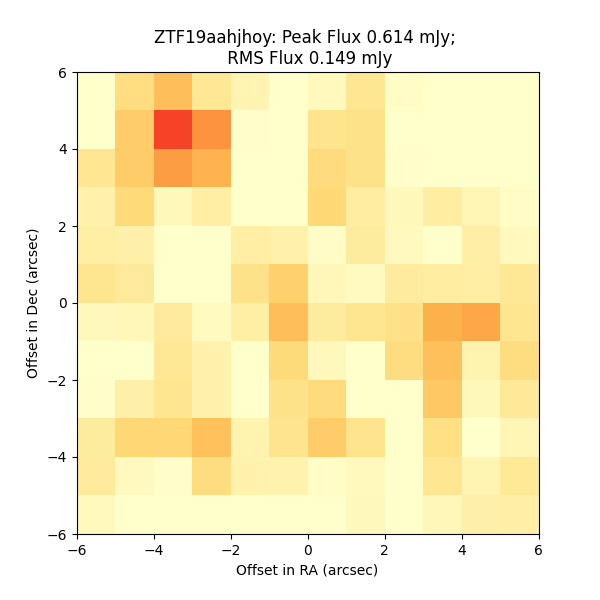 ZTF19aahjhoy: Peak Flux 0.614 mJy;
RMS Flux 0.149 mJy
6
4
2
0
−2
−4
−6
Offset in Dec (arcsec)
−6 −4 −2 0 2 4 6
Offset in RA (arcsec)